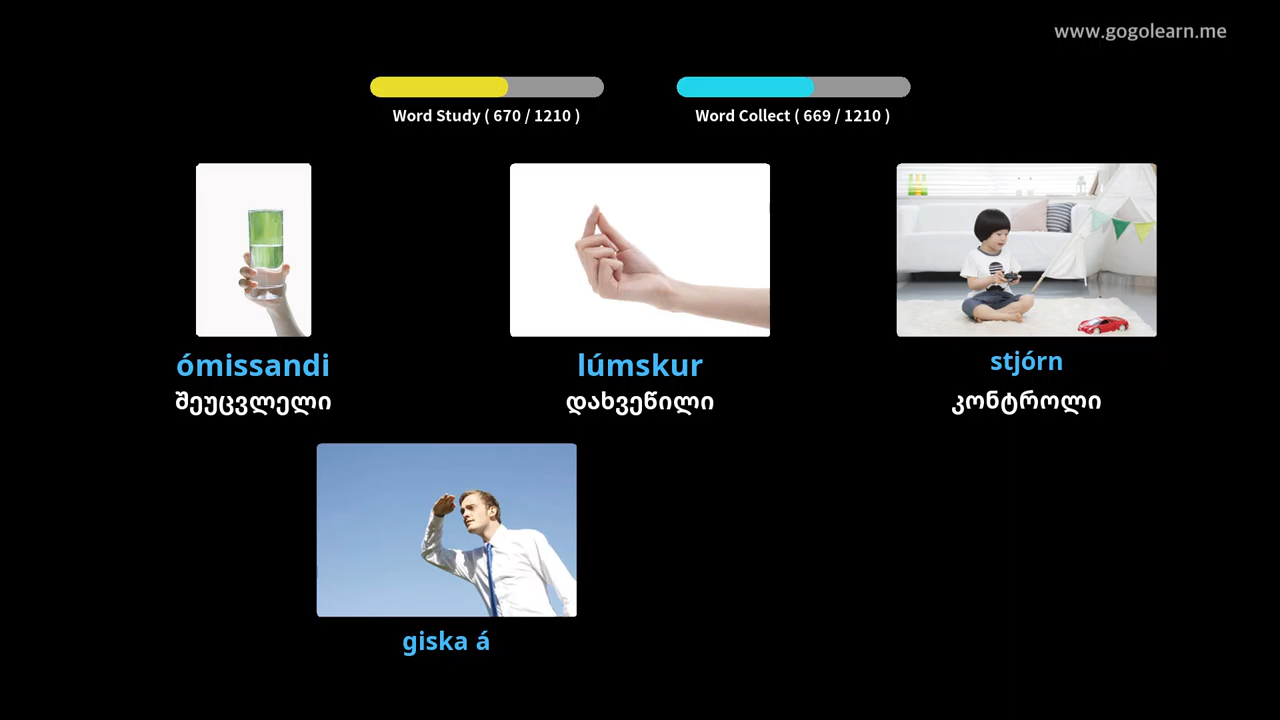 www.gogolearn.me
Word Study ( 670 / 1210 )
Word Collect ( 669 / 1210 )
ómissandi
შეუცვლელი
lúmskur
დახვეწილი
stjórn
კონტროლი
giska á